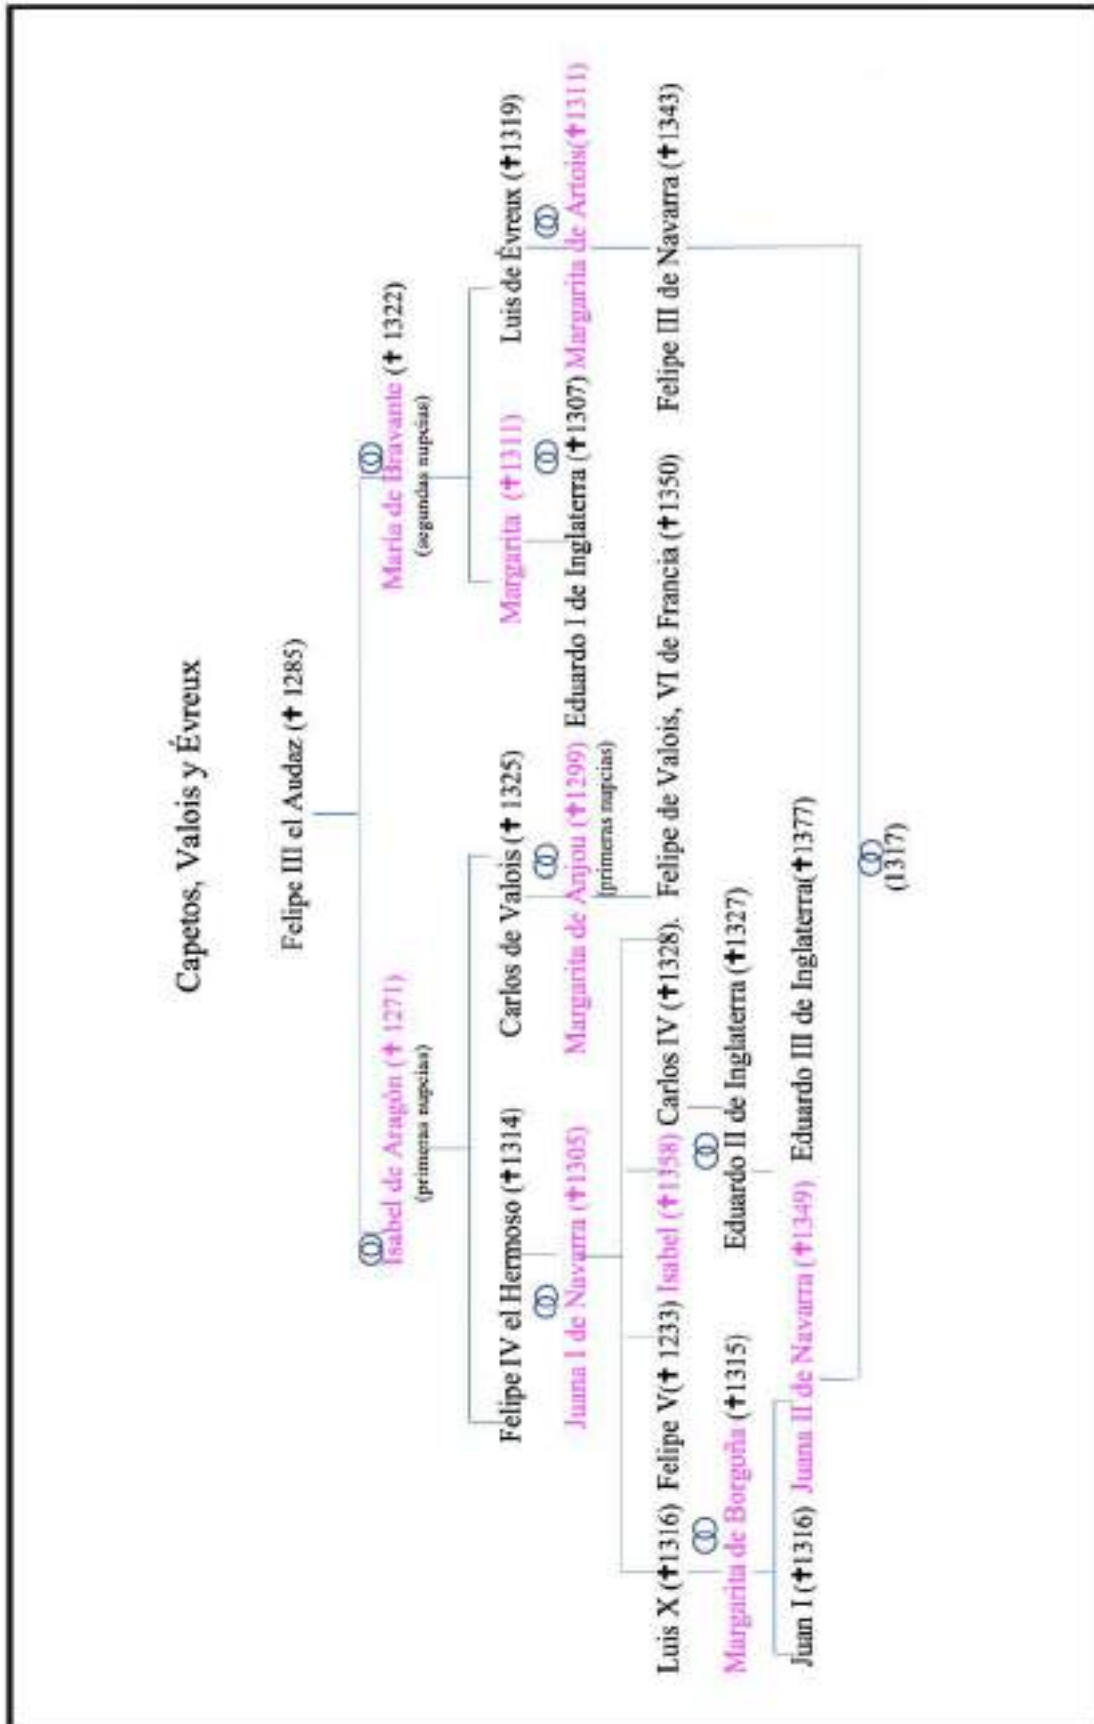 Capetos, Valois y Évreux
Felipe III el Audaz (✝ 1285)
Isabel de Aragón (✝ 1271)
(primeras nupcias)
María de Bravante (✝ 1322)
(segundas nupcias)
Felipe IV el Hermoso (✝1314)
Carlos de Valois (✝ 1325)
Margarita (✝1311)
Luis de Évreux (✝1319)
Juana I de Navarra (✝1305)
Margarita de Anjou (✝1299)
(primeras nupcias)
Eduardo I de Inglaterra (✝1307)
Margarita de Artois(✝1311)
Luis X (✝1316)
Felipe V(✝ 1233)
Isabel (✝1358)
Carlos IV (✝1328).
Felipe de Valois, VI de Francia (✝1350)
Felipe III de Navarra (✝1343)
Margarita de Borgoña (✝1315)
Eduardo II de Inglaterra (✝1327)
Juan I (✝1316)
Juana II de Navarra (✝1349)
Eduardo III de Inglaterra(✝1377)
(1317)